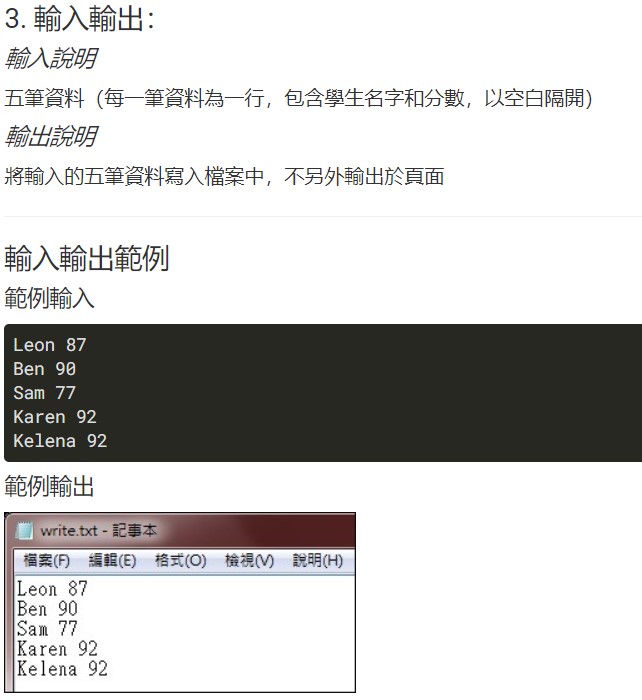 3. 輸入輸出：
輸入說明
五筆資料（每一筆資料為一行，包含學生名字和分數，以空白隔開）
輸出說明
將輸入的五筆資料寫入檔案中，不另外輸出於頁面
輸入輸出範例
範例輸入
Leon 87
Ben 90
Sam 77
Karen 92
Kelena 92
範例輸出
write.txt - 記事本
檔案(F) 編輯(E) 格式(O) 檢視(V) 說明(H)
Leon 87
Ben 90
Sam 77
Karen 92
Kelena 92